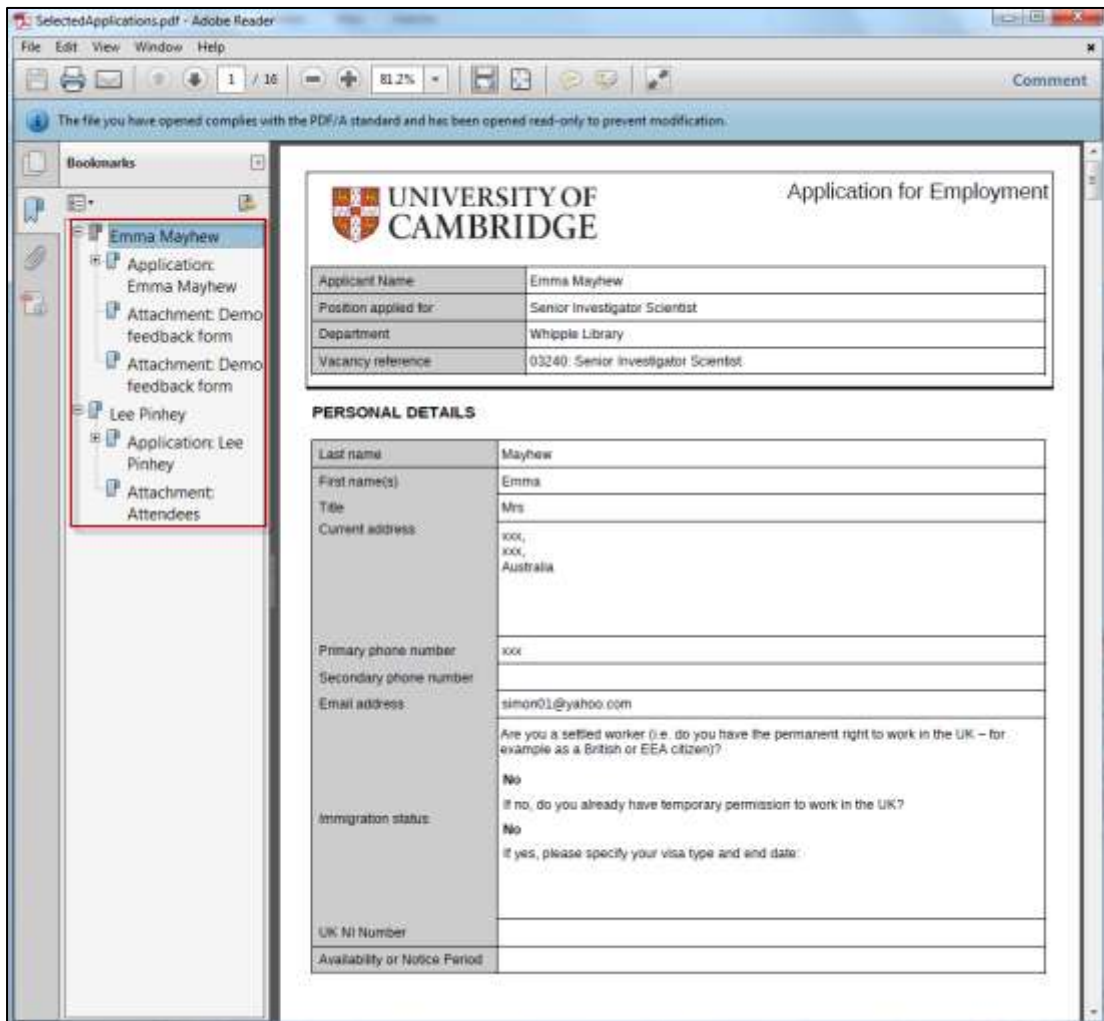 SelectedApplications.pdf - Adobe Reader
File Edit View Window Help
1 / 16 81.2% Comment
The file you have opened complies with the PDF/A standard and has been opened read-only to prevent modification.
Bookmarks
Emma Mayhew
Application:
Emma Mayhew
Attachment: Demo
feedback form
Attachment: Demo
feedback form
Lee Pinhey
Application: Lee
Pinhey
Attachment:
Attendees
UNIVERSITY OF
CAMBRIDGE
Application for Employment
Applicant Name Emma Mayhew
Position applied for Senior Investigator Scientist
Department Whipple Library
Vacancy reference 03240: Senior Investigator Scientist
PERSONAL DETAILS
Last name Mayhew
First name(s) Emma
Title Mrs
Current address
xxx,
xxx,
Australia
Primary phone number xxx
Secondary phone number
Email address simon01@yahoo.com
Immigration status
Are you a settled worker (i.e. do you have the permanent right to work in the UK – for
example as a British or EEA citizen)?
No
If no, do you already have temporary permission to work in the UK?
No
If yes, please specify your visa type and end date:
UK NI Number
Availability or Notice Period